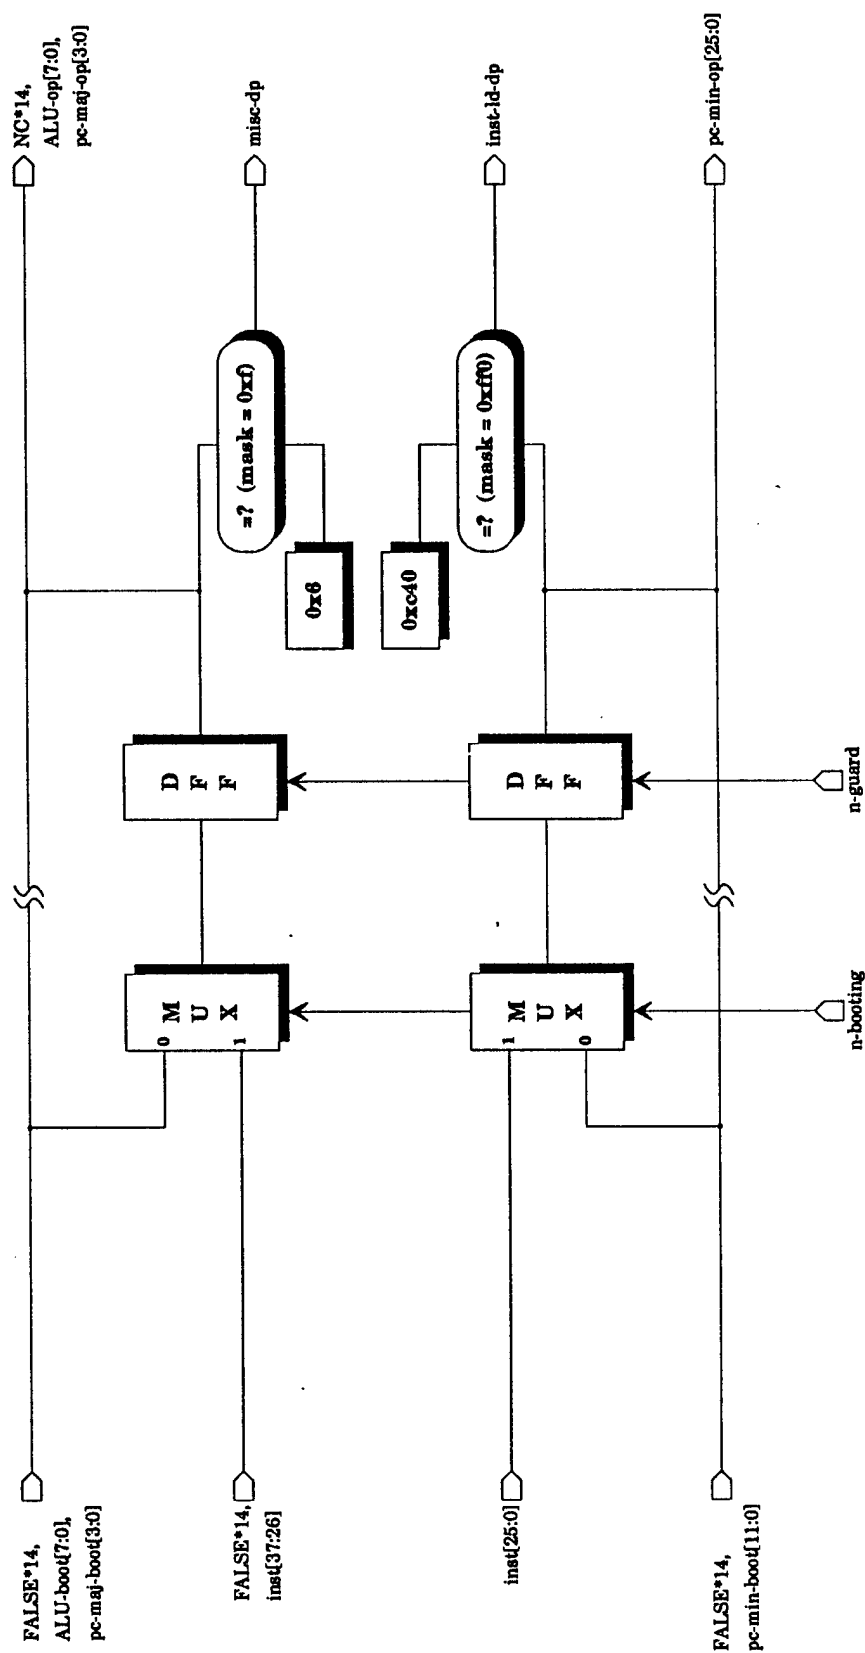 NC*14,
ALU-op[7:0],
pc-maj-op[3:0]
misc-dp
inst-ld-dp
pc-min-op[25:0]
=? (mask = 0xf)
=? (mask = 0xff0)
0x6
0xc40
D
F
F
D
F
F
n-guard
0
M
U
X
1
1
M
U
X
0
n-booting
FALSE*14,
ALU-boot[7:0],
pc-maj-boot[3:0]
FALSE*14,
inst[37:26]
inst[25:0]
FALSE*14,
pc-min-boot[11:0]